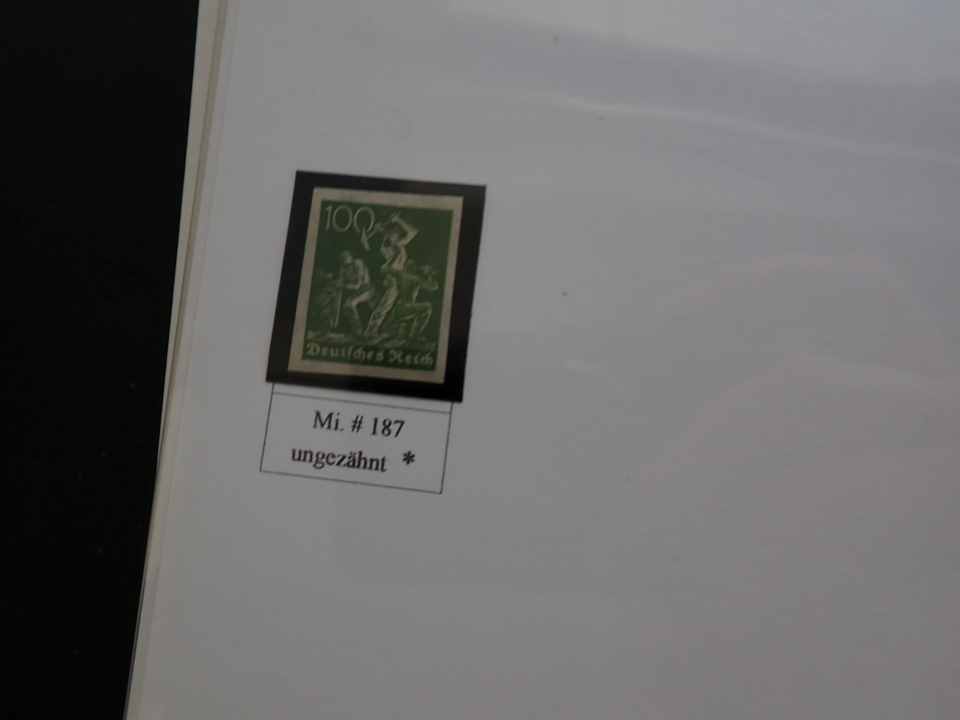 100
Deutsches Reich
Mi. # 187
ungezähnt *